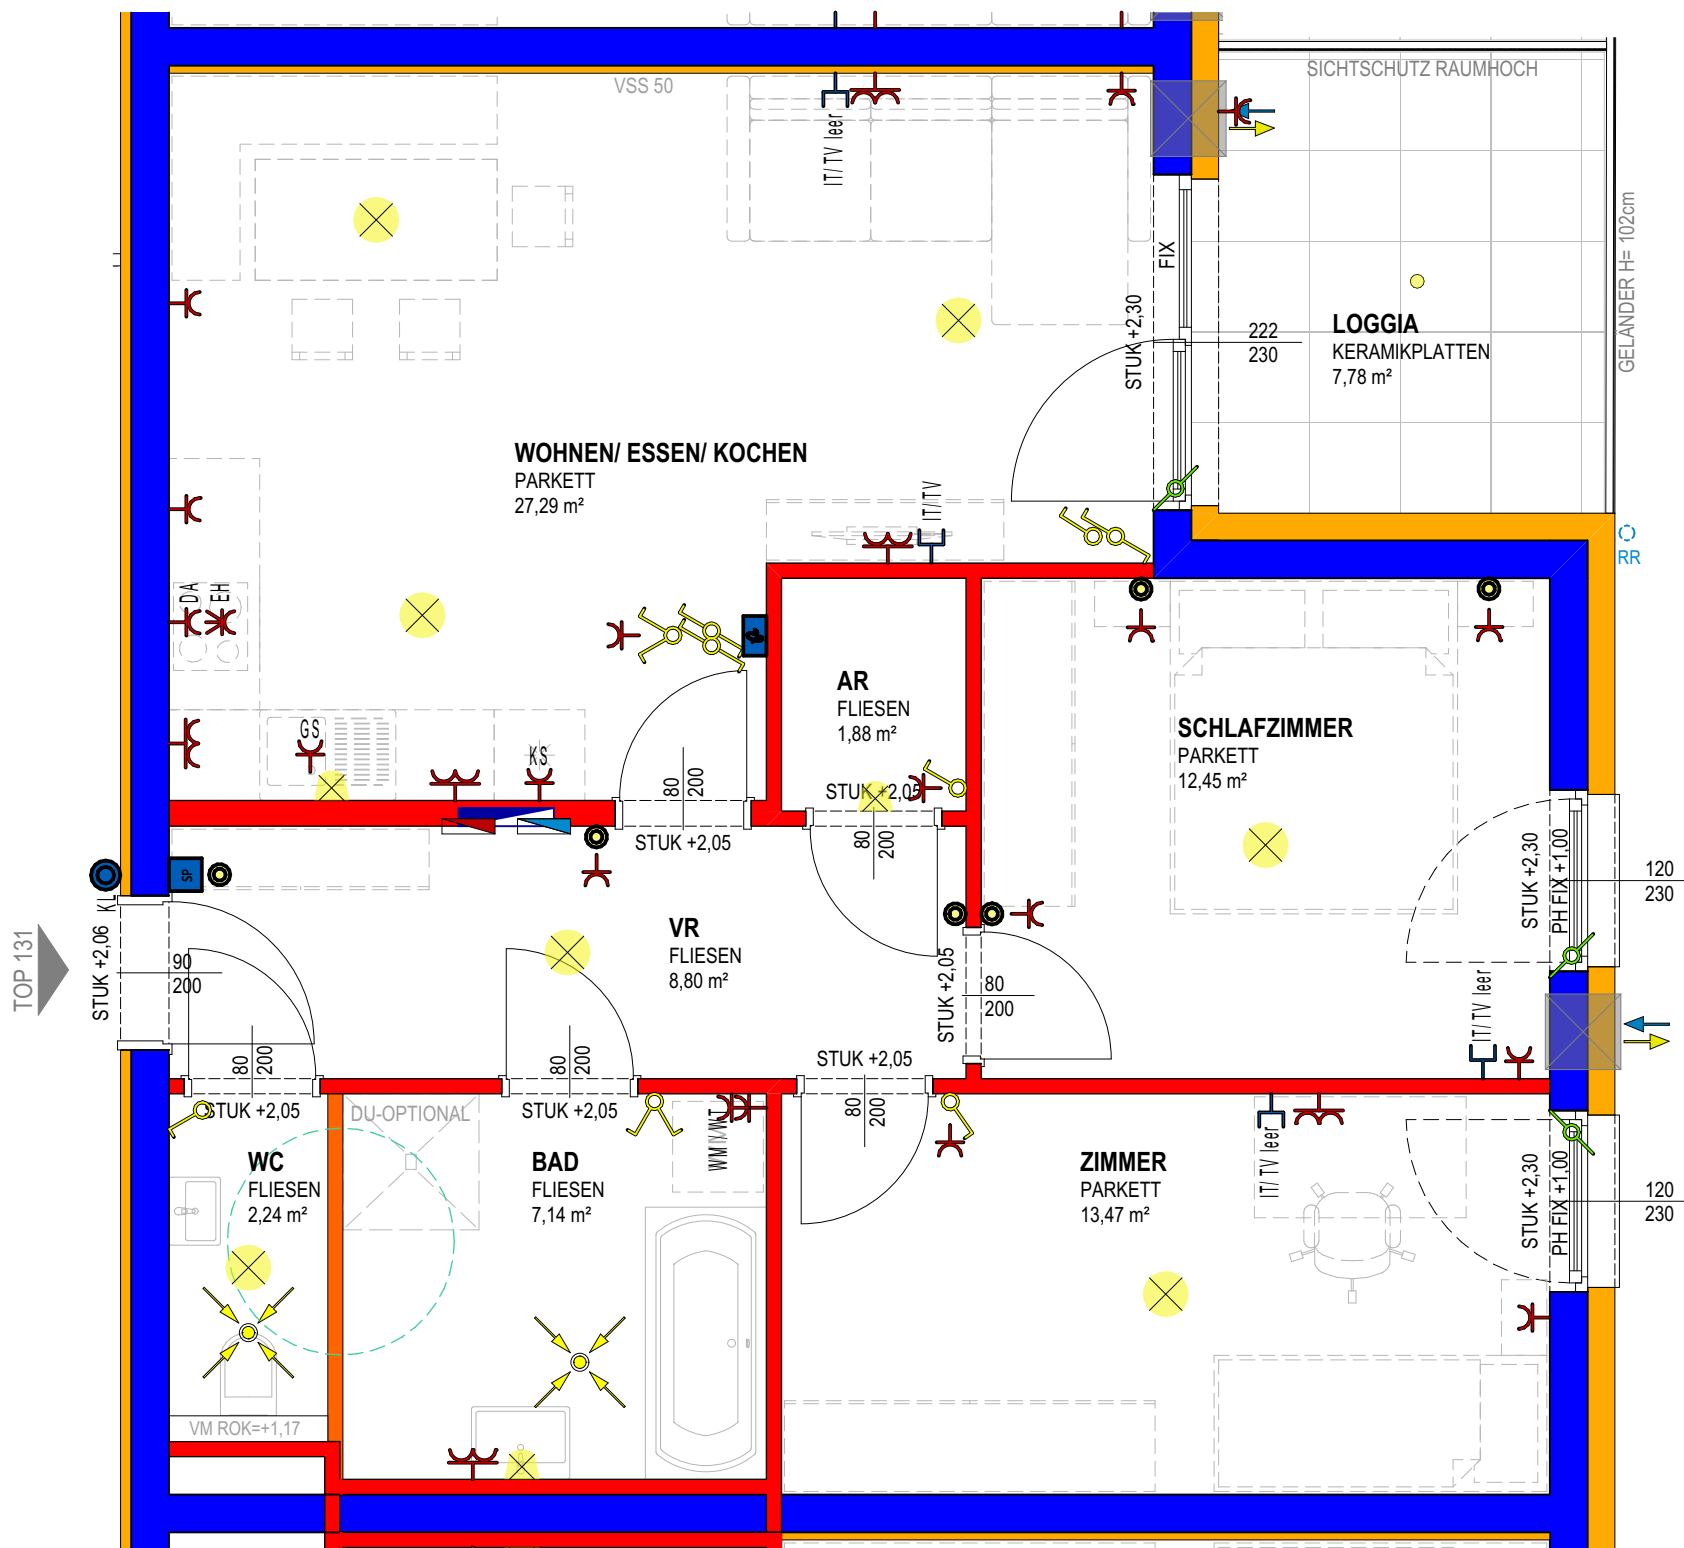 VSS 50
SICHTSCHUTZ RAUMHOCH
IT/TV leer
GELÄNDER H= 102cm
FIX
STUK +2,30
222
230
LOGGIA
KERAMIKPLATTEN
7,78 m²
WOHNEN/ ESSEN/ KOCHEN
PARKETT
27,29 m²
IT/TV
RR
DA
EH
AR
FLIESEN
1,88 m²
STUK +2,05
SCHLAFZIMMER
PARKETT
12,45 m²
GS
KS
80
200
STUK +2,05
80
200
STUK +2,30
PH FIX +1,00
120
230
SP
KL
TOP 131
STUK +2,06
90
200
VR
FLIESEN
8,80 m²
STUK +2,05
80
200
IT/TV leer
80
200
STUK +2,05
80
200
STUK +2,05
STUK +2,05
80
200
DU-OPTIONAL
WM/WT
WC
FLIESEN
2,24 m²
BAD
FLIESEN
7,14 m²
ZIMMER
PARKETT
13,47 m²
IT/TV leer
STUK +2,30
PH FIX +1,00
120
230
VM ROK=+1,17